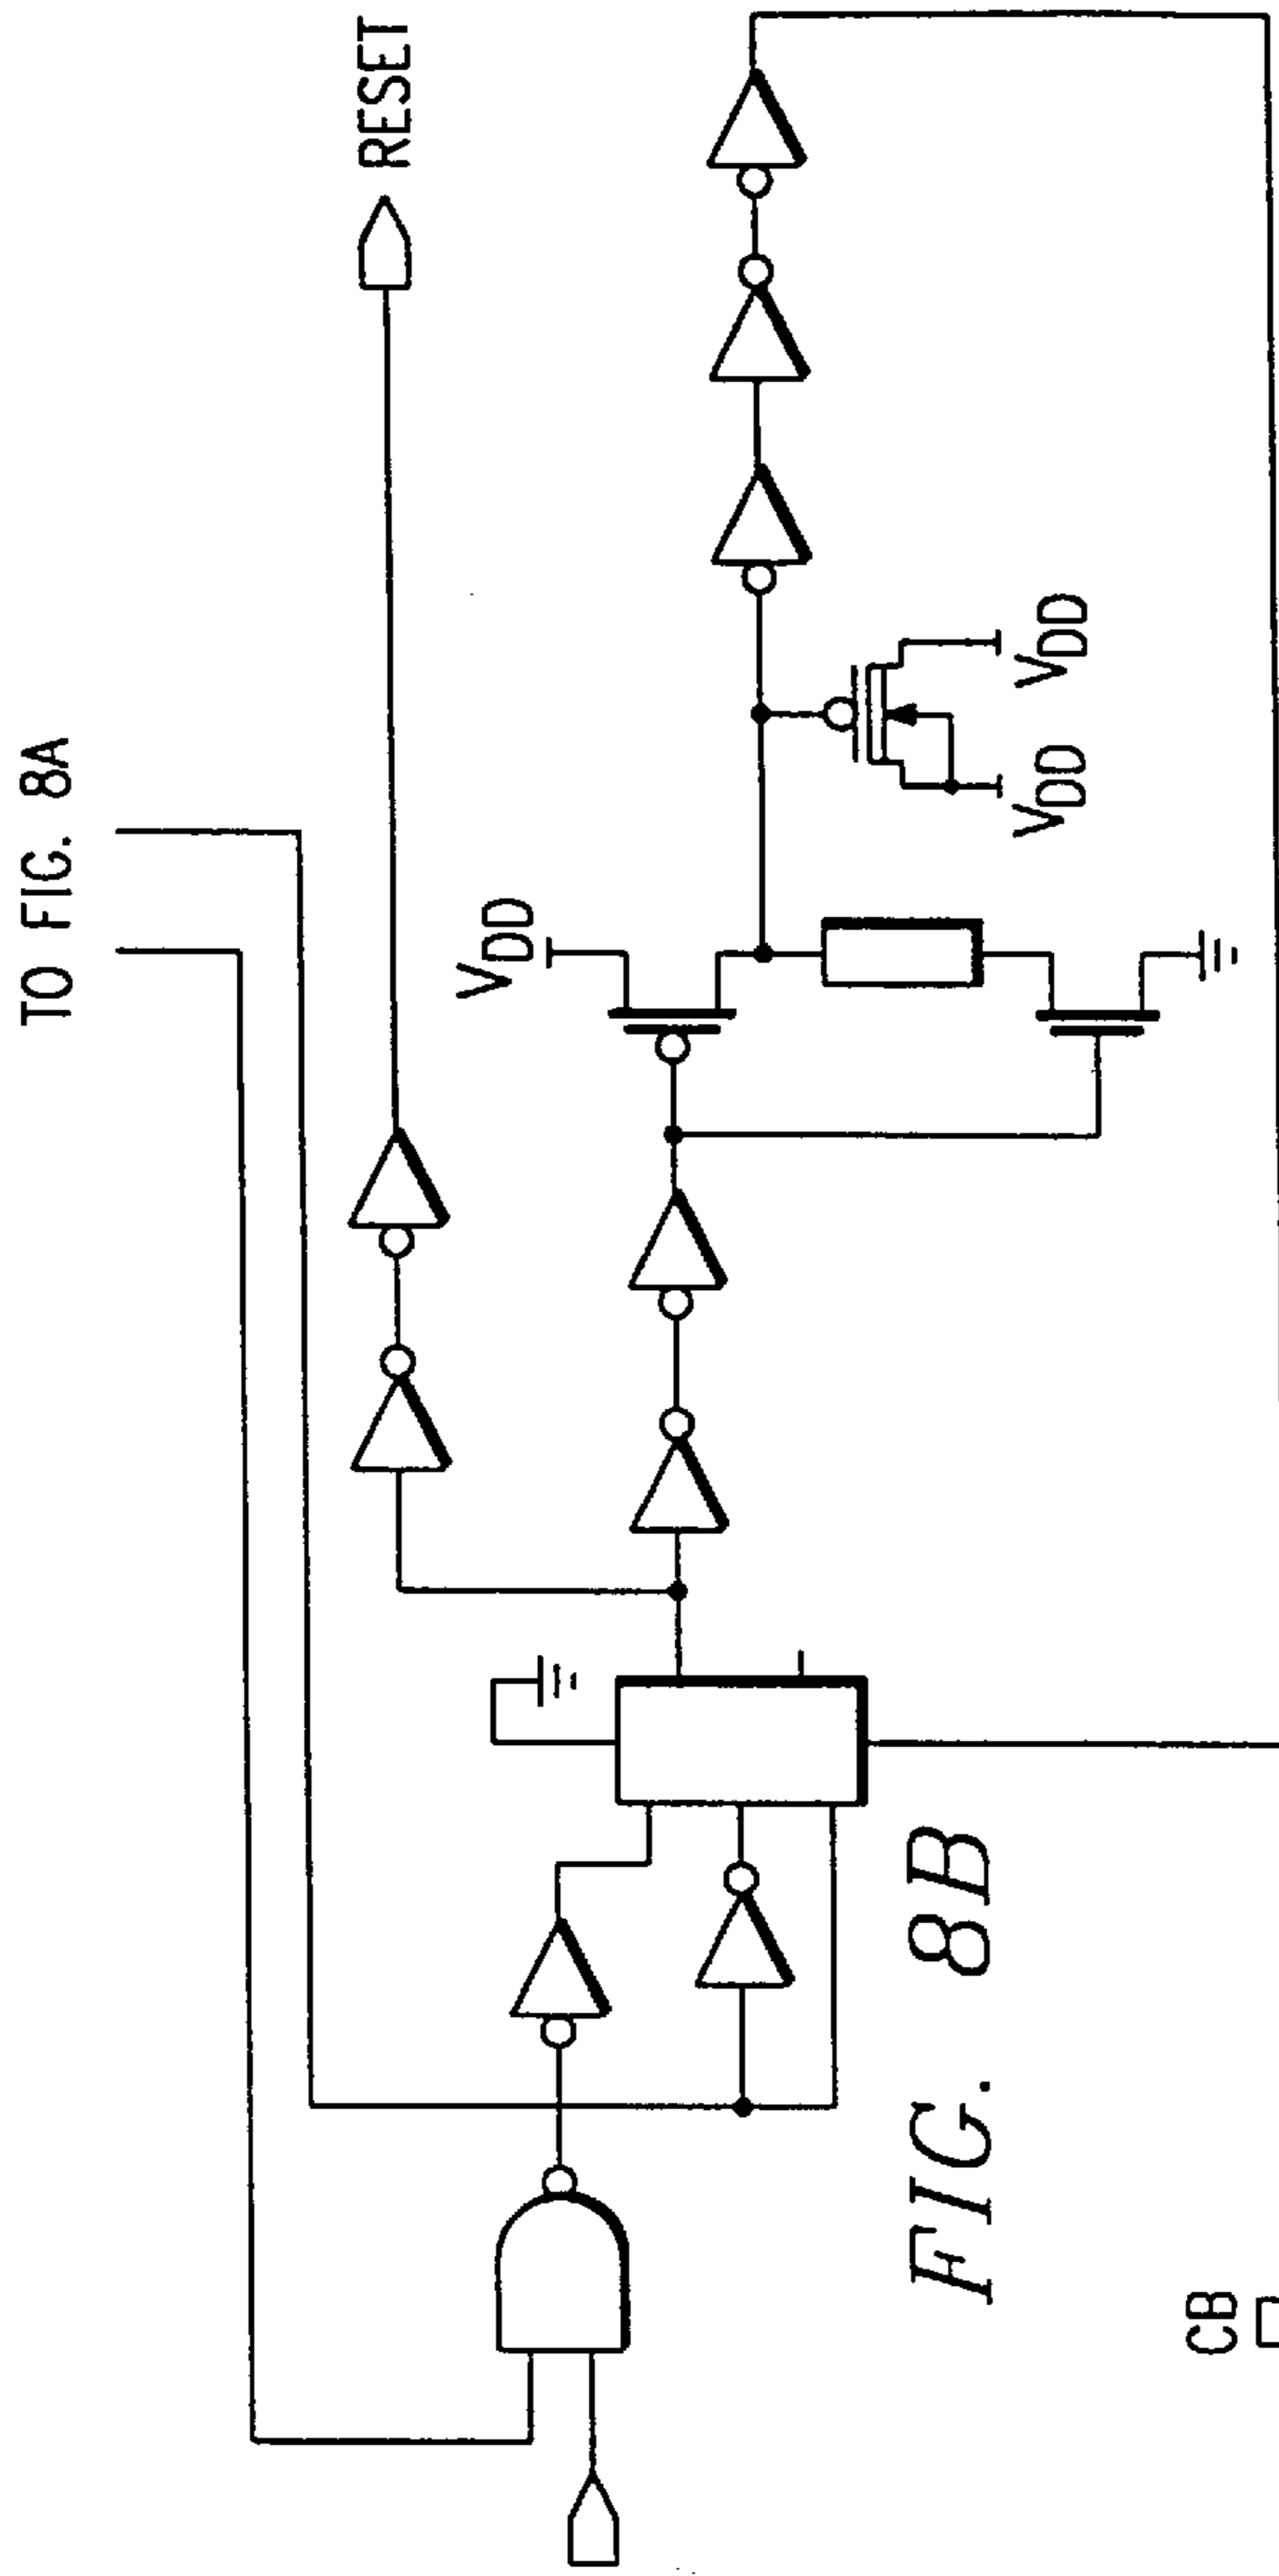 TO FIG. 8A
RESET
V_DD
V_DD
V_DD
FIG. 8B
CB